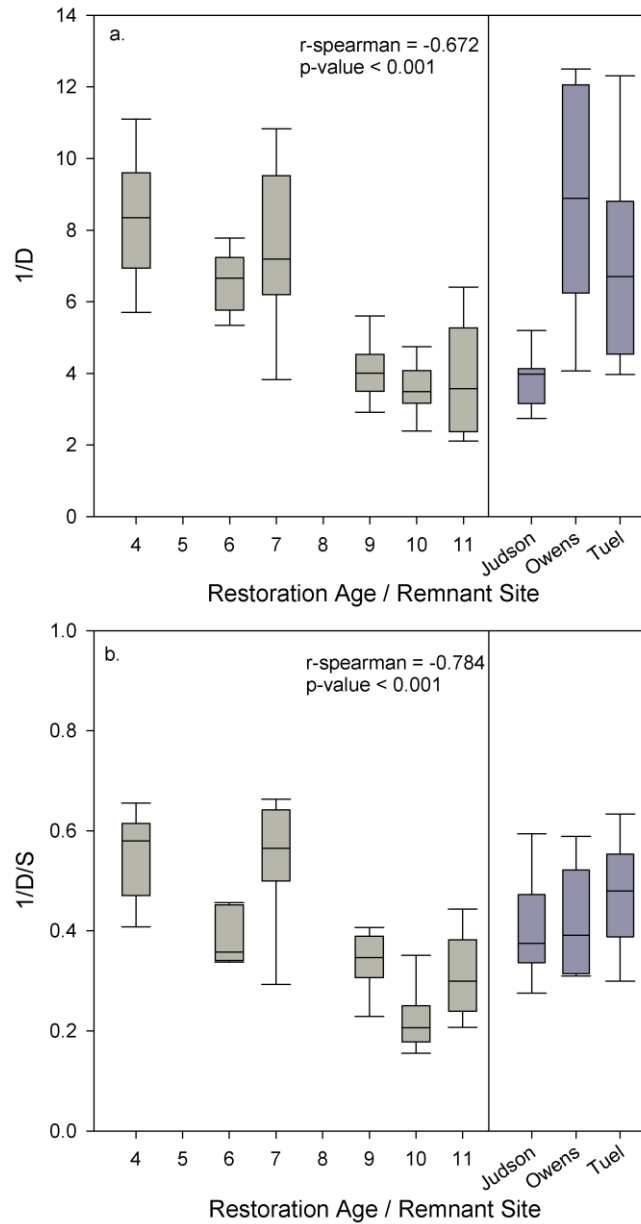 a.
r-spearman = -0.672
p-value < 0.001
14
12
10
8
6
4
2
0
1/D
4 5 6 7 8 9 10 11 Judson Owens Tuel
Restoration Age / Remnant Site
b.
r-spearman = -0.784
p-value < 0.001
1.0
0.8
0.6
0.4
0.2
0.0
1/D/S
4 5 6 7 8 9 10 11 Judson Owens Tuel
Restoration Age / Remnant Site